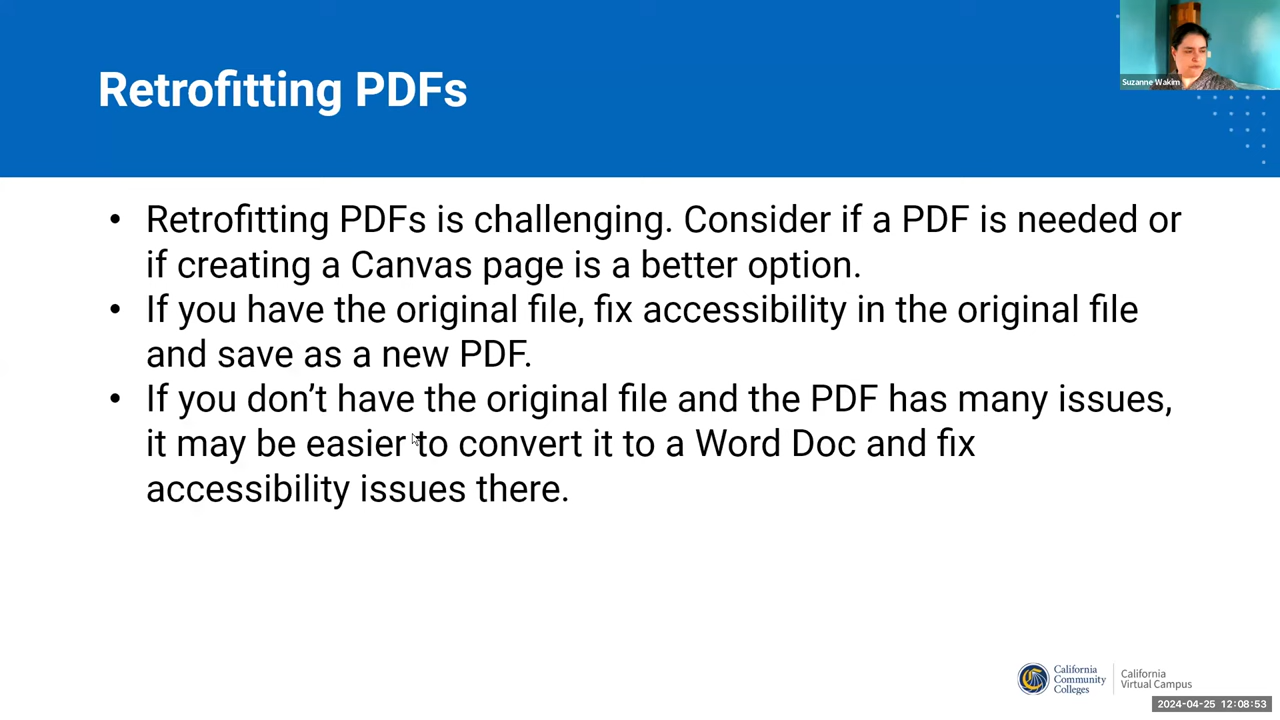 Retrofitting PDFs
Suzanne Wakim
• Retrofitting PDFs is challenging. Consider if a PDF is needed or
if creating a Canvas page is a better option.
• If you have the original file, fix accessibility in the original file
and save as a new PDF.
• If you don’t have the original file and the PDF has many issues,
it may be easier to convert it to a Word Doc and fix
accessibility issues there.
California
Community
Colleges
California
Virtual Campus
2024-04-25 12:08:53